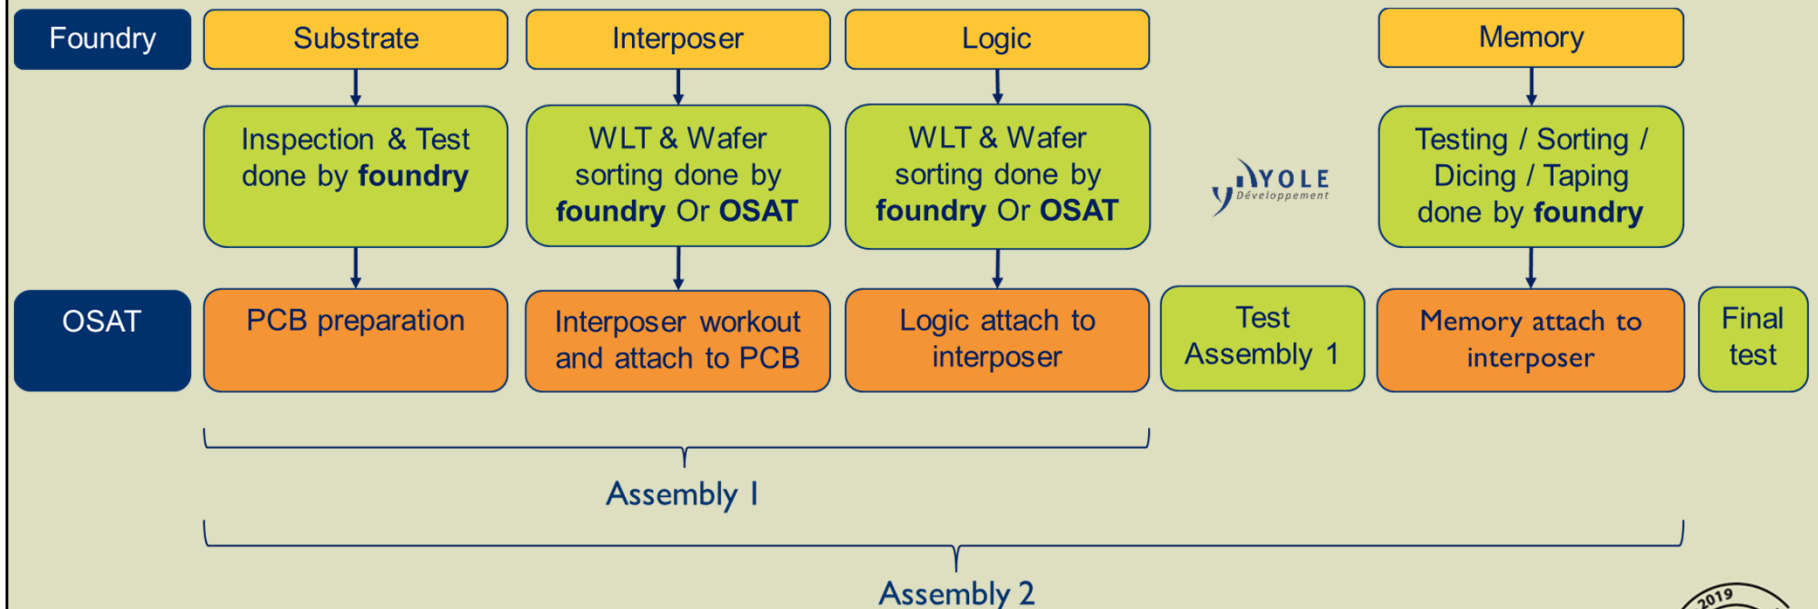 Foundry
Substrate
Interposer
Logic
Memory
Inspection & Test
done by foundry
WLT & Wafer
sorting done by
foundry Or OSAT
WLT & Wafer
sorting done by
foundry Or OSAT
YOLE
Développement
Testing / Sorting /
Dicing / Taping
done by foundry
OSAT
PCB preparation
Interposer workout
and attach to PCB
Logic attach to
interposer
Test
Assembly 1
Memory attach to
interposer
Final
test
Assembly 1
Assembly 2
2019